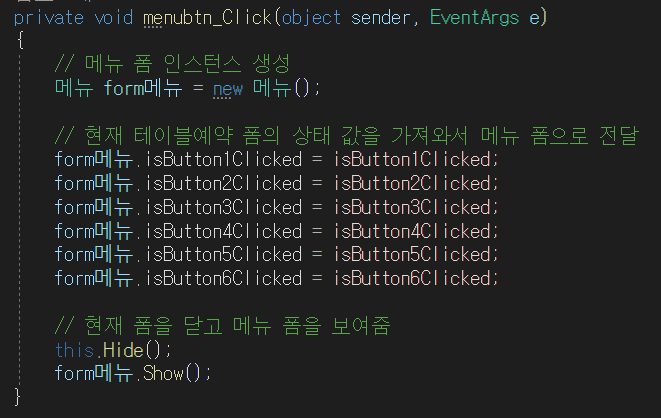 private void menubtn_Click(object sender, EventArgs e)
{
// 메뉴 폼 인스턴스 생성
메뉴 form메뉴 = new 메뉴();
// 현재 테이블예약 폼의 상태 값을 가져와서 메뉴 폼으로 전달
form메뉴.isButton1Clicked = isButton1Clicked;
form메뉴.isButton2Clicked = isButton2Clicked;
form메뉴.isButton3Clicked = isButton3Clicked;
form메뉴.isButton4Clicked = isButton4Clicked;
form메뉴.isButton5Clicked = isButton5Clicked;
form메뉴.isButton6Clicked = isButton6Clicked;
// 현재 폼을 닫고 메뉴 폼을 보여줌
this.Hide();
form메뉴.Show();
}